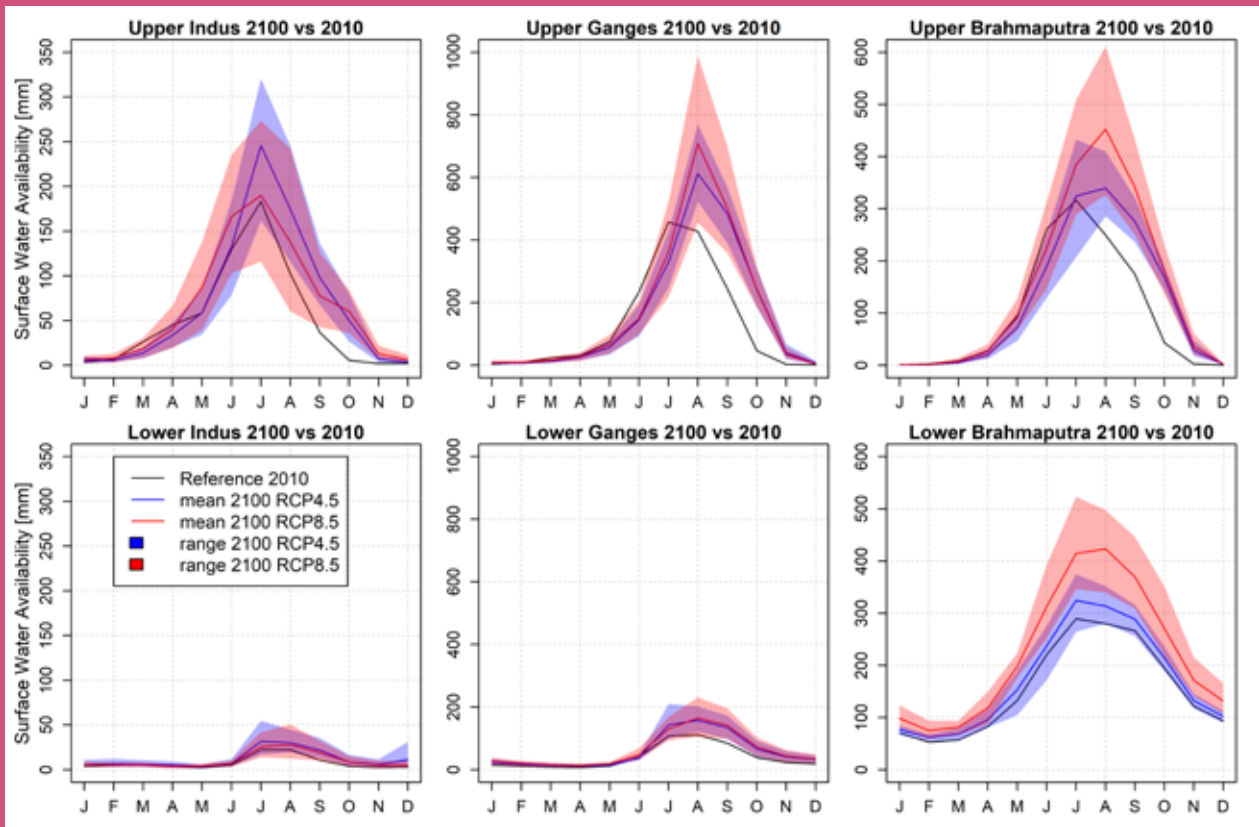 Upper Indus 2100 vs 2010
Upper Ganges 2100 vs 2010
Upper Brahmaputra 2100 vs 2010
Surface Water Availability [mm]
350
300
250
200
150
100
50
0
1000
800
600
400
200
0
600
500
400
300
200
100
0
J F M A M J J A S O N D
J F M A M J J A S O N D
J F M A M J J A S O N D
Lower Indus 2100 vs 2010
Lower Ganges 2100 vs 2010
Lower Brahmaputra 2100 vs 2010
Surface Water Availability [mm]
350
300
250
200
150
100
50
0
Reference 2010
mean 2100 RCP4.5
mean 2100 RCP8.5
range 2100 RCP4.5
range 2100 RCP8.5
1000
800
600
400
200
0
600
500
400
300
200
100
0
J F M A M J J A S O N D
J F M A M J J A S O N D
J F M A M J J A S O N D